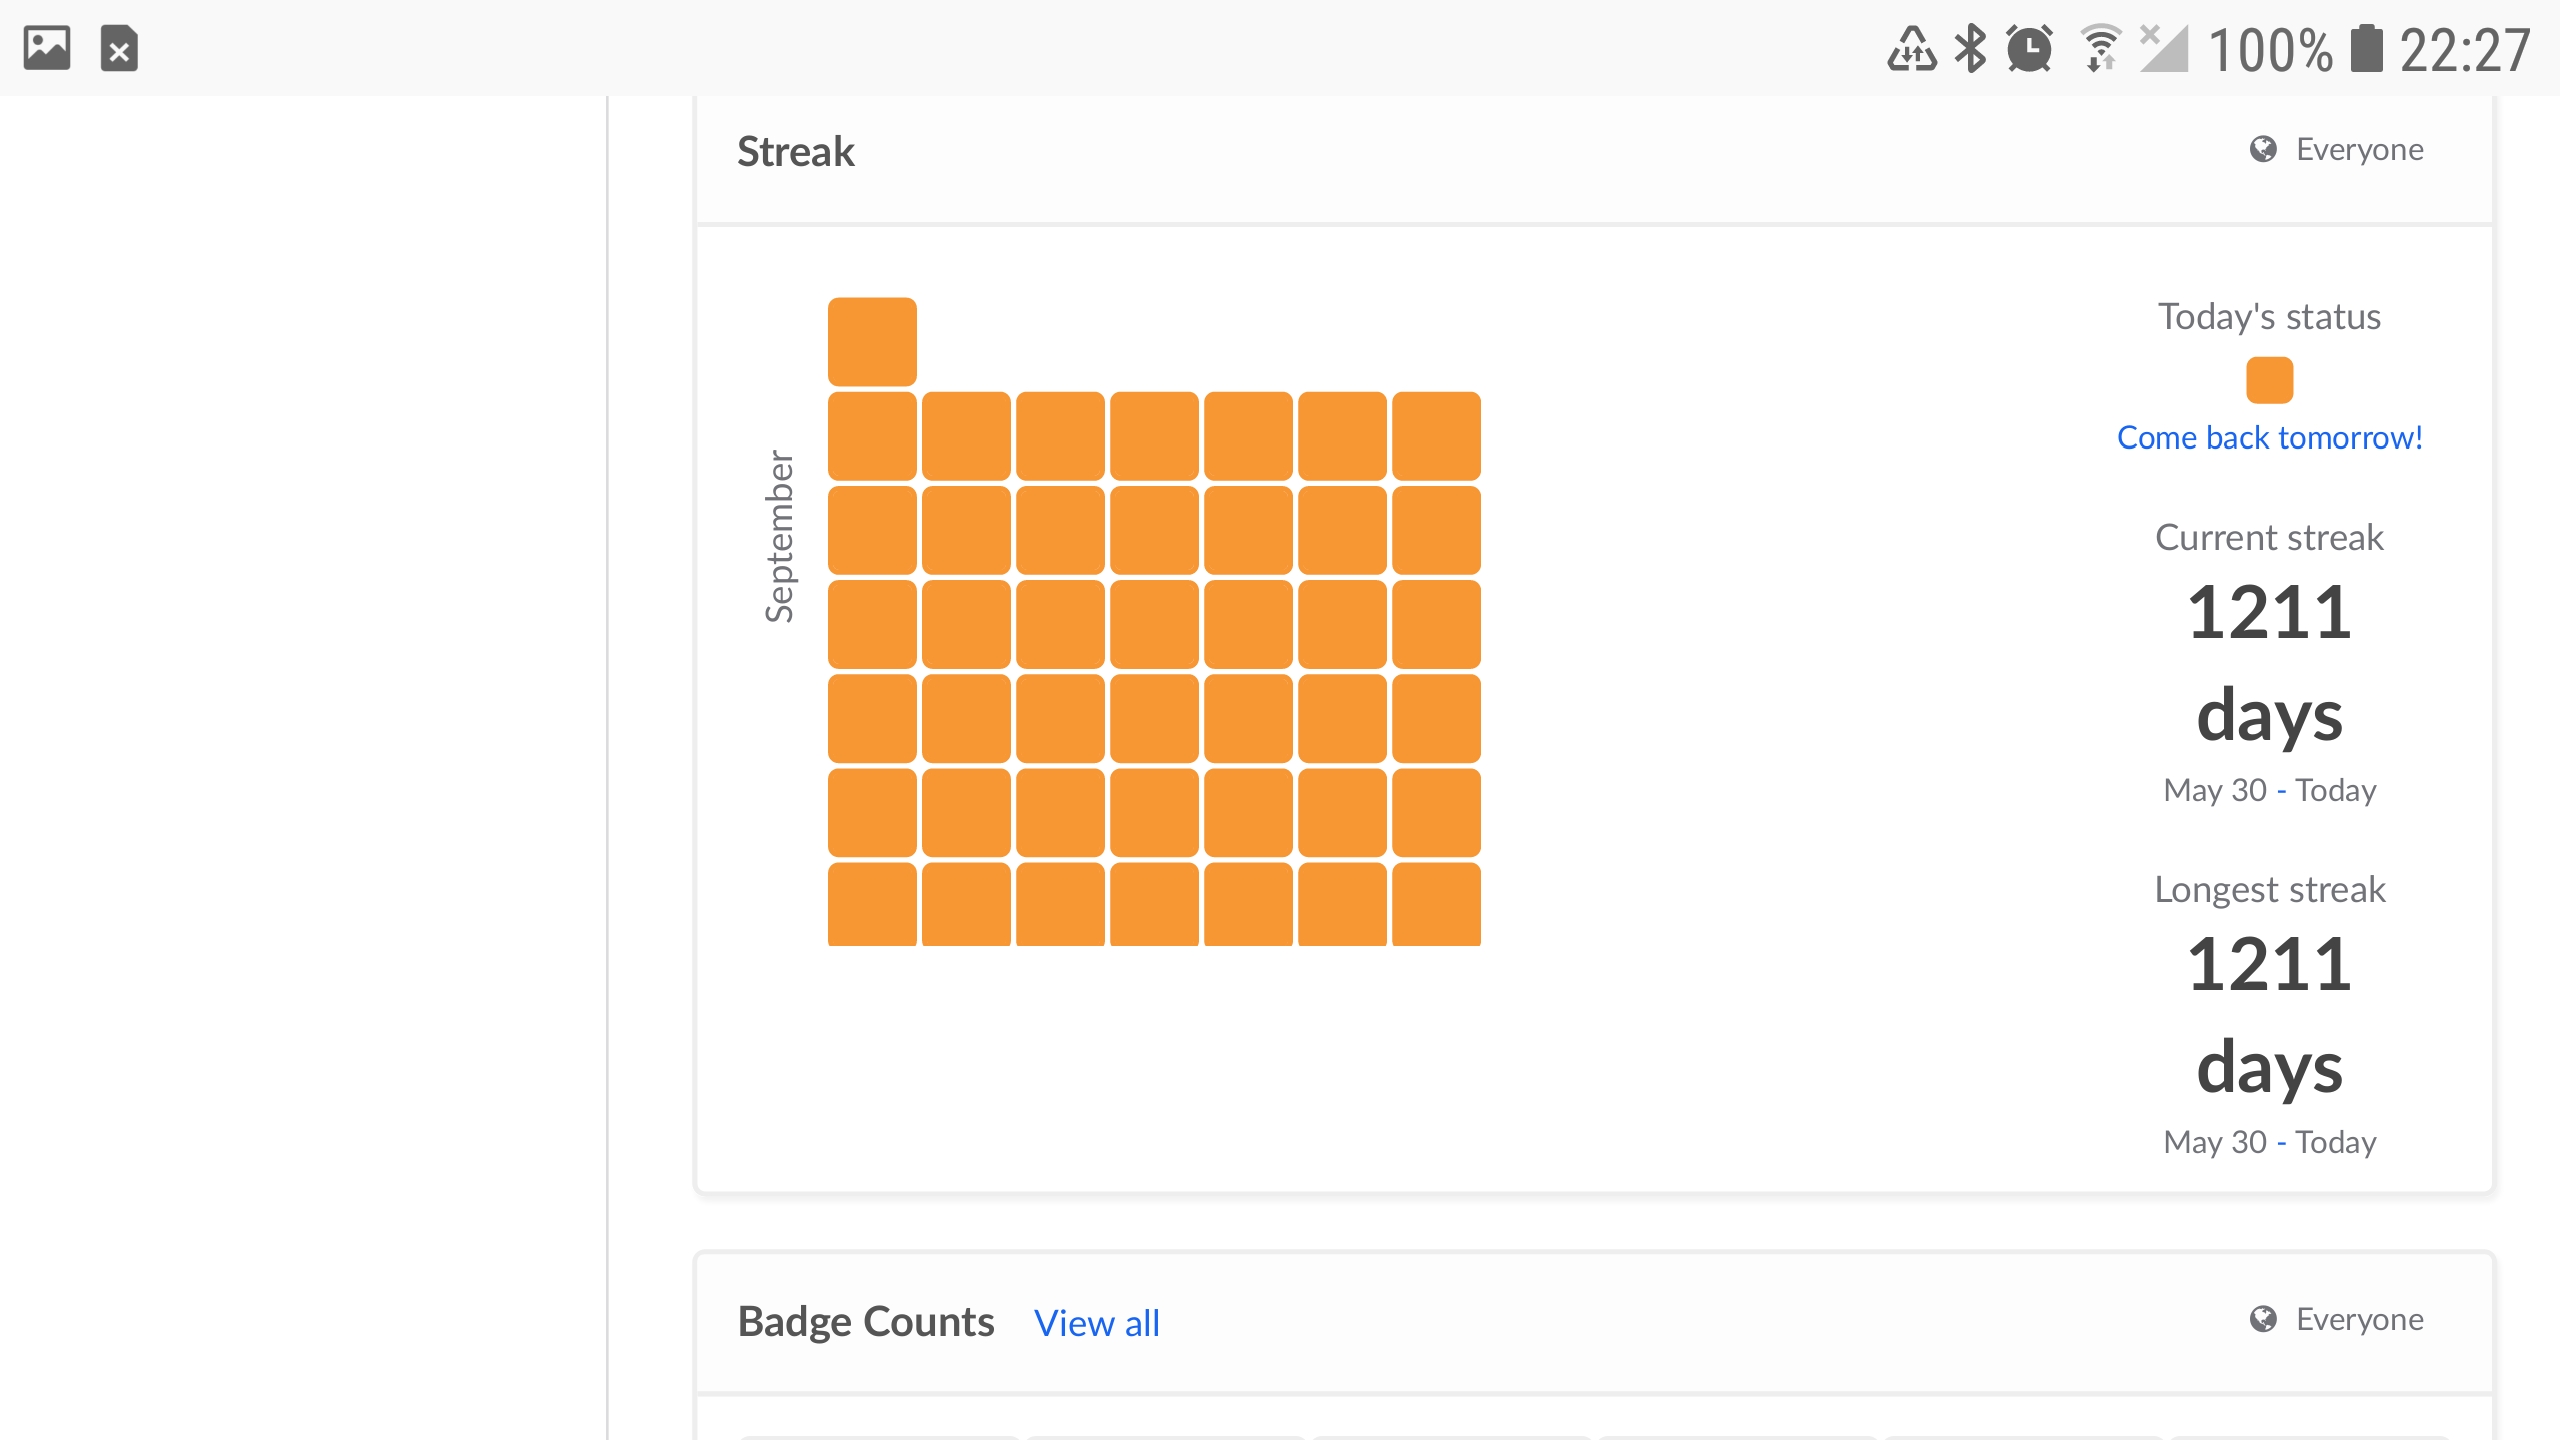 100% 22:27
Streak
Everyone
September
Today's status
Come back tomorrow!
Current streak
1211
days
May 30 - Today
Longest streak
1211
days
May 30 - Today
Badge Counts View all
Everyone